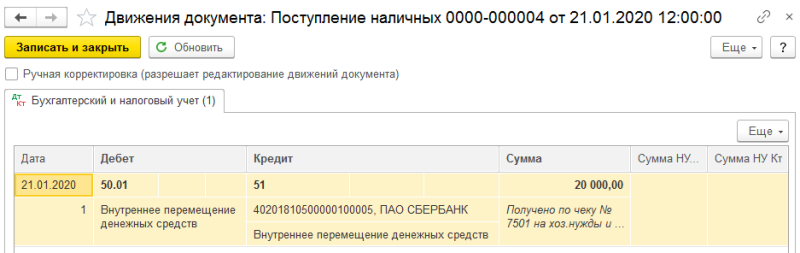 Движения документа: Поступление наличных 0000-000004 от 21.01.2020 12:00:00
Записать и закрыть Обновить Еще ?
Ручная корректировка (разрешает редактирование движений документа)
Дт Кт Бухгалтерский и налоговый учет (1)
Еще
Дата Дебет Кредит Сумма Сумма НУ... Сумма НУ Кт
21.01.2020 50.01 51 20 000,00
1 Внутреннее перемещение денежных средств 40201810500000100005, ПАО СБЕРБАНК Получено по чеку №
7501 на хоз.нужды и ...
Внутреннее перемещение денежных средств